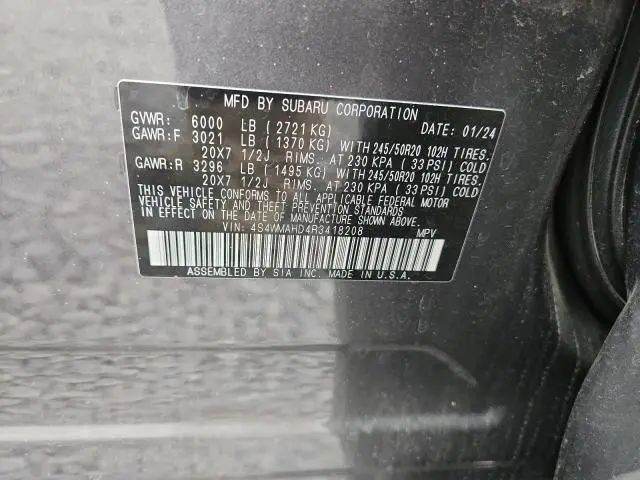 MFD BY SUBARU CORPORATION
GVWR: 6000 LB ( 2721 KG) DATE: 01/24
GAWR:F 3021 LB ( 1370 KG) WITH 245/50R20 102H TIRES.
20X7 1/2J RIMS. AT 230 KPA ( 33 PSI) COLD
GAWR:R 3296 LB ( 1495 KG) WITH 245/50R20 102H TIRES.
20X7 1/2J RIMS. AT 230 KPA ( 33 PSI) COLD
THIS VEHICLE CONFORMS TO ALL APPLICABLE FEDERAL MOTOR
VEHICLE SAFETY AND THEFT PREVENTION STANDARDS
IN EFFECT ON THE DATE OF MANUFACTURE SHOWN ABOVE.
VIN: 4S4WMAHD4R3418208 MPV
ASSEMBLED BY SIA INC. MADE IN U.S.A.